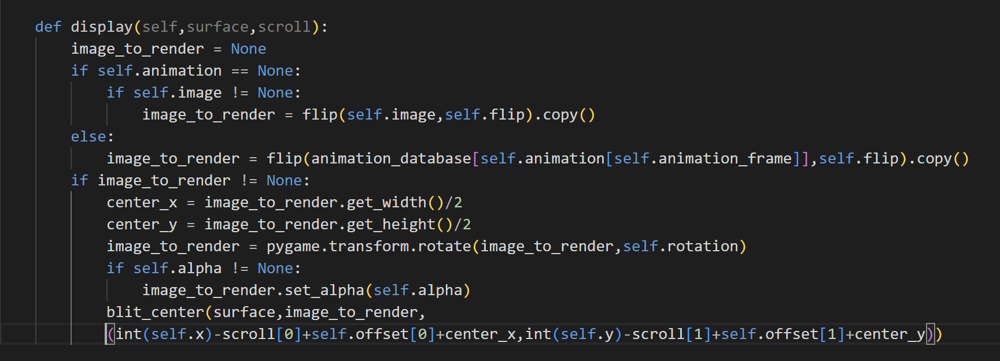 def display(self,surface,scroll):
    image_to_render = None
    if self.animation == None:
        if self.image != None:
            image_to_render = flip(self.image,self.flip).copy()
    else:
        image_to_render = flip(animation_database[self.animation[self.animation_frame]],self.flip).copy()
    if image_to_render != None:
        center_x = image_to_render.get_width()/2
        center_y = image_to_render.get_height()/2
        image_to_render = pygame.transform.rotate(image_to_render,self.rotation)
        if self.alpha != None:
            image_to_render.set_alpha(self.alpha)
        blit_center(surface,image_to_render,
        (int(self.x)-scroll[0]+self.offset[0]+center_x,int(self.y)-scroll[1]+self.offset[1]+center_y))